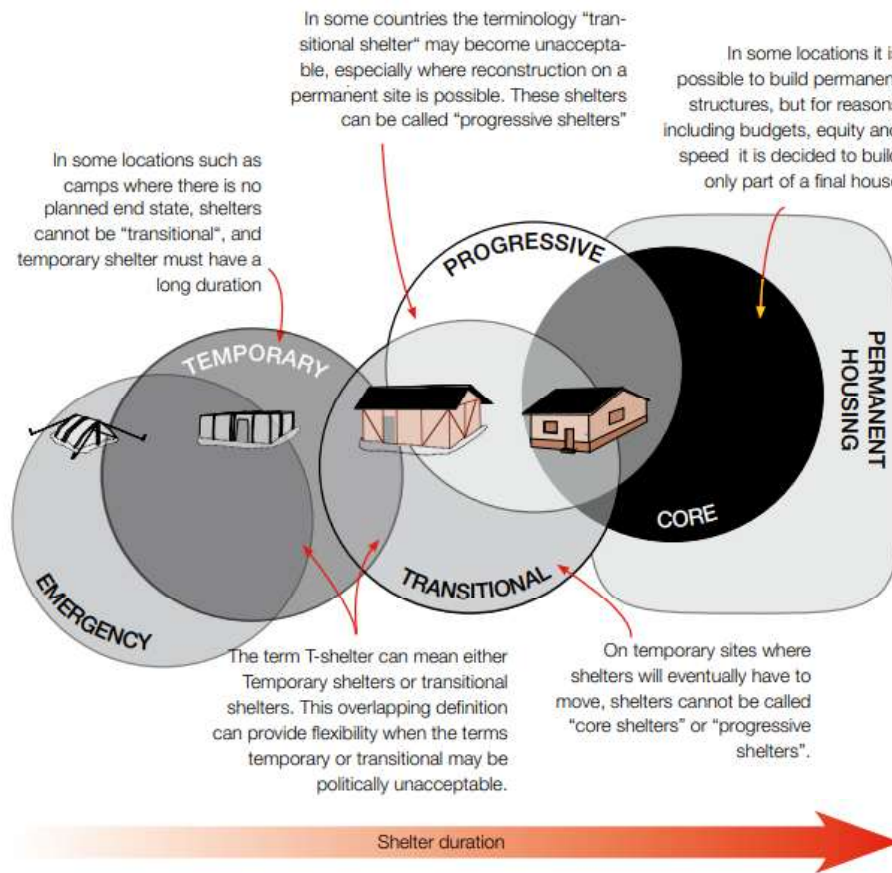 In some countries the terminology “tran-
sitional shelter“ may become unaccepta-
ble, especially where reconstruction on a
permanent site is possible. These shelters
can be called “progressive shelters”
In some locations it is
possible to build permanen
structures, but for reason
including budgets, equity and
speed it is decided to build
only part of a final house
In some locations such as
camps where there is no
planned end state, shelters
cannot be “transitional“, and
temporary shelter must have a
long duration
PROGRESSIVE
TEMPORARY
PERMANENT
HOUSING
CORE
TRANSITIONAL
EMERGENCY
The term T-shelter can mean either
Temporary shelters or transitional
shelters. This overlapping definition
can provide flexibility when the terms
temporary or transitional may be
politically unacceptable.
On temporary sites where
shelters will eventually have to
move, shelters cannot be called
“core shelters” or “progressive
shelters”.
Shelter duration